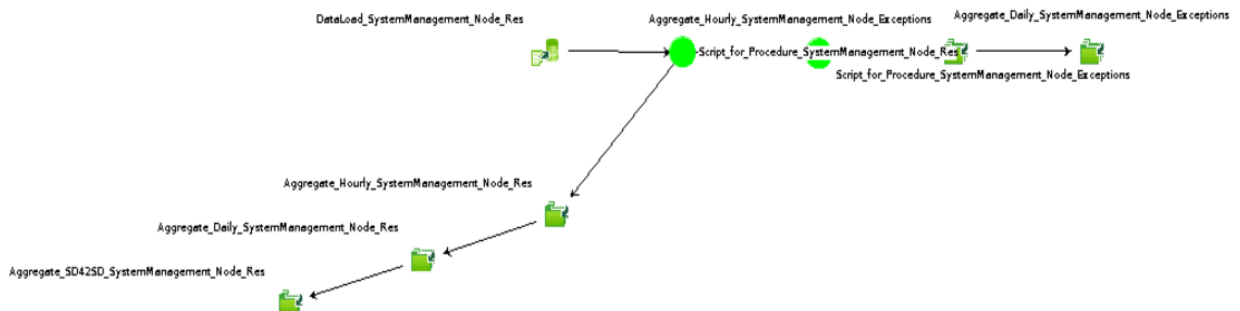 DataLoad_SystemManagement_Node_Res
Aggregate_Hourly_SystemManagement_Node_Exceptions
Aggregate_Daily_SystemManagement_Node_Exceptions
Script_for_Procedure_SystemManagement_Node_Res
Script_for_Procedure_SystemManagement_Node_Exceptions
Aggregate_Hourly_SystemManagement_Node_Res
Aggregate_Daily_SystemManagement_Node_Res
Aggregate_SD42SD_SystemManagement_Node_Res